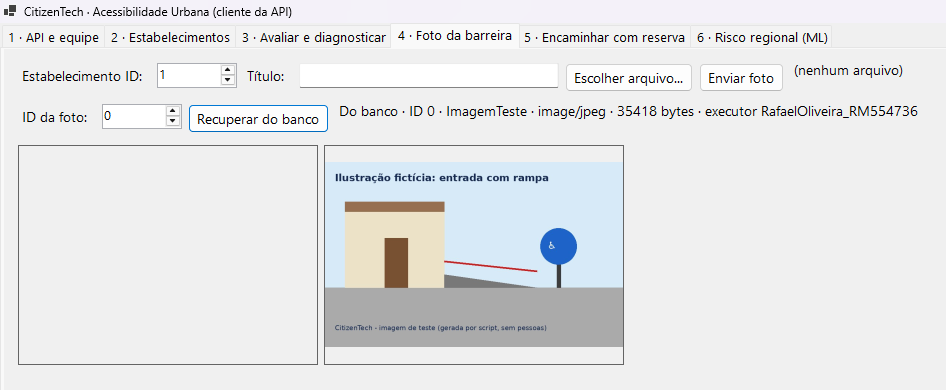 CitizenTech · Acessibilidade Urbana (cliente da API)
1 · API e equipe 2 · Estabelecimentos 3 · Avaliar e diagnosticar 4 · Foto da barreira 5 · Encaminhar com reserva 6 · Risco regional (ML)
Estabelecimento ID: 1 Título: Escolher arquivo... Enviar foto (nenhum arquivo)
ID da foto: 0 Recuperar do banco Do banco · ID 0 · ImagemTeste · image/jpeg · 35418 bytes · executor RafaelOliveira_RM554736
Ilustração fictícia: entrada com rampa
CitizenTech - imagem de teste (gerada por script, sem pessoas)